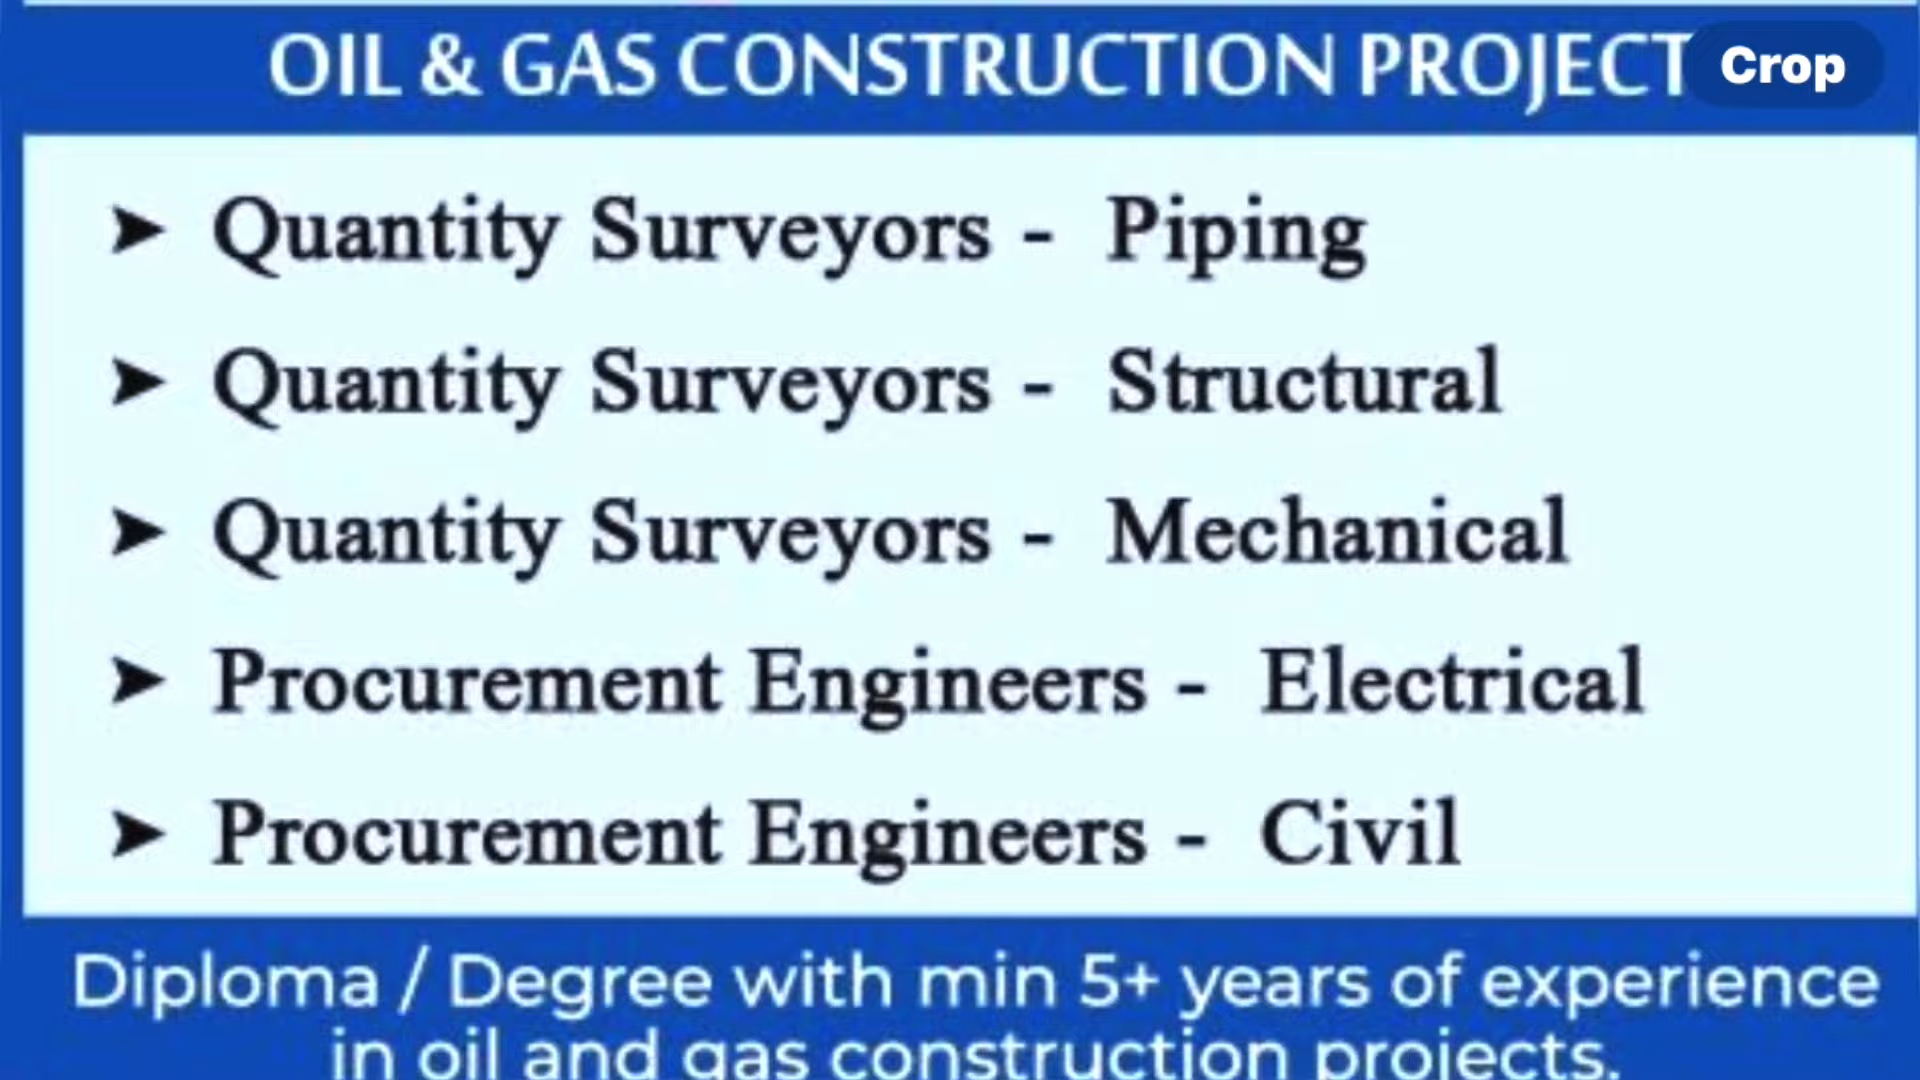 OIL & GAS CONSTRUCTION PROJECT
Crop
➤ Quantity Surveyors - Piping
➤ Quantity Surveyors - Structural
➤ Quantity Surveyors - Mechanical
➤ Procurement Engineers - Electrical
➤ Procurement Engineers - Civil
Diploma / Degree with min 5+ years of experience
in oil and gas construction projects.